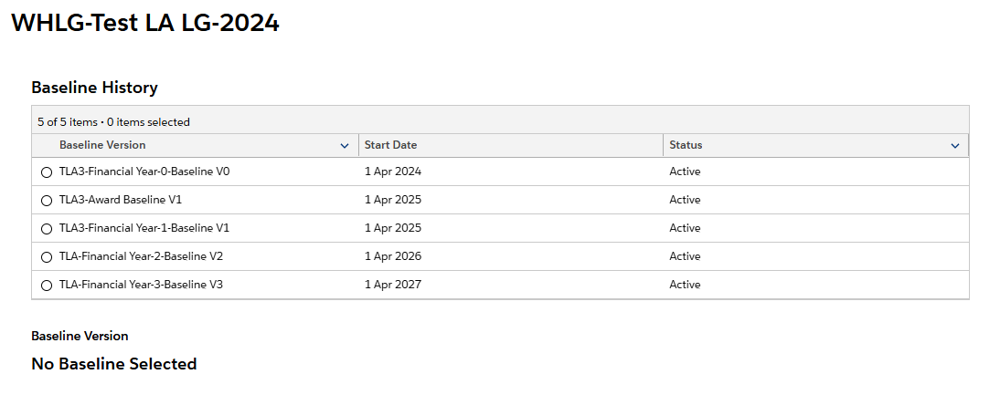 WHLG-Test LA LG-2024
Baseline History
5 of 5 items • 0 items selected
Baseline Version Start Date Status
TLA3-Financial Year-0-Baseline V0 1 Apr 2024 Active
TLA3-Award Baseline V1 1 Apr 2025 Active
TLA3-Financial Year-1-Baseline V1 1 Apr 2025 Active
TLA-Financial Year-2-Baseline V2 1 Apr 2026 Active
TLA-Financial Year-3-Baseline V3 1 Apr 2027 Active
Baseline Version
No Baseline Selected